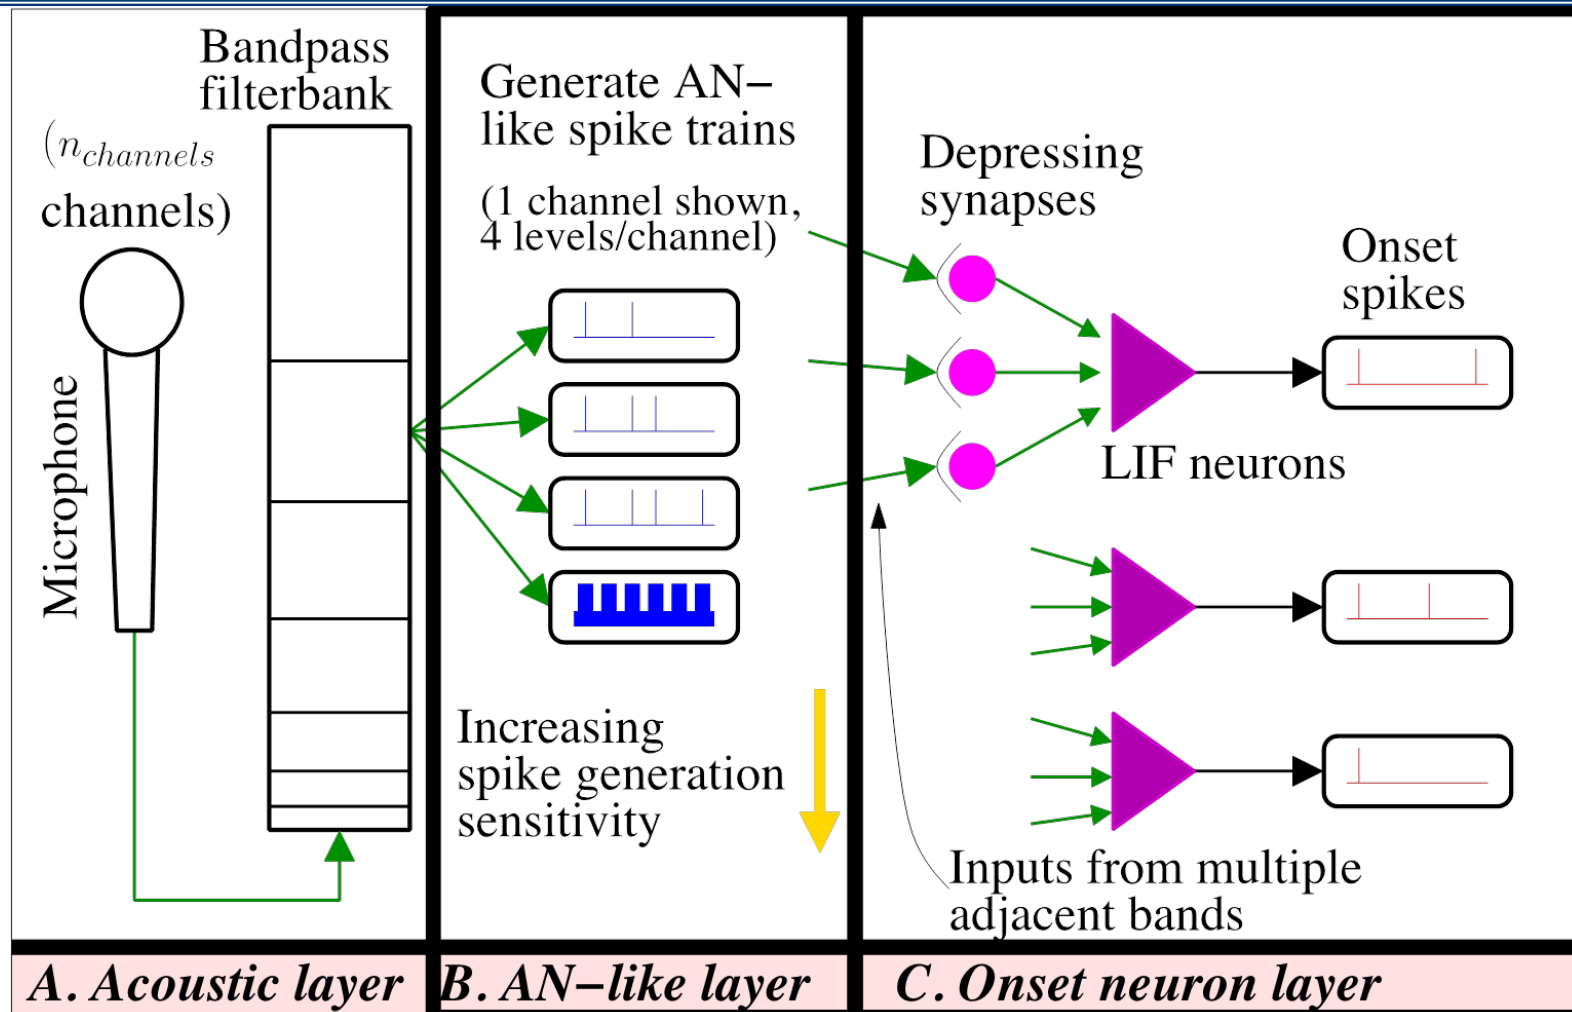 Bandpass
filterbank
(n_channels
channels)
Microphone
Generate AN–
like spike trains
(1 channel shown,
4 levels/channel)
Increasing
spike generation
sensitivity
Depressing
synapses
Onset
spikes
LIF neurons
Inputs from multiple
adjacent bands
A. Acoustic layer
B. AN–like layer
C. Onset neuron layer